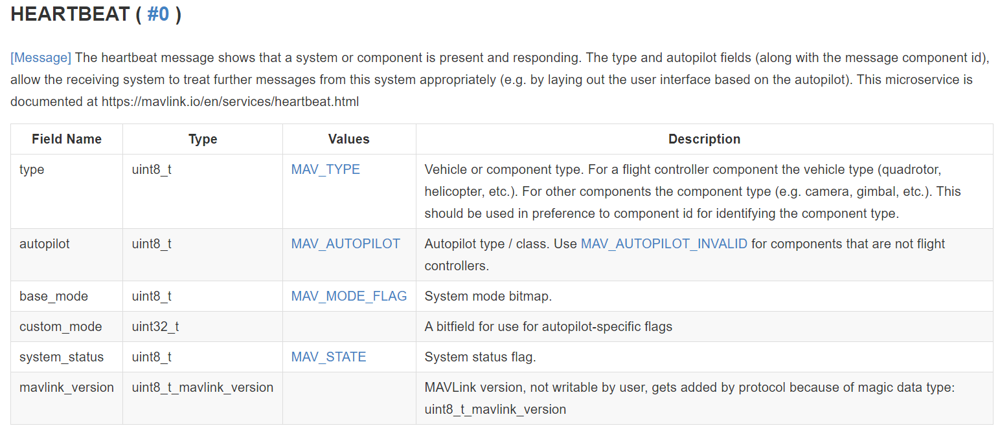 HEARTBEAT ( #0 )
[Message] The heartbeat message shows that a system or component is present and responding. The type and autopilot fields (along with the message component id),
allow the receiving system to treat further messages from this system appropriately (e.g. by laying out the user interface based on the autopilot). This microservice is
documented at https://mavlink.io/en/services/heartbeat.html
Field Name Type Values Description
type uint8_t MAV_TYPE Vehicle or component type. For a flight controller component the vehicle type (quadrotor,
helicopter, etc.). For other components the component type (e.g. camera, gimbal, etc.). This
should be used in preference to component id for identifying the component type.
autopilot uint8_t MAV_AUTOPILOT Autopilot type / class. Use MAV_AUTOPILOT_INVALID for components that are not flight
controllers.
base_mode uint8_t MAV_MODE_FLAG System mode bitmap.
custom_mode uint32_t A bitfield for use for autopilot-specific flags
system_status uint8_t MAV_STATE System status flag.
mavlink_version uint8_t_mavlink_version MAVLink version, not writable by user, gets added by protocol because of magic data type:
uint8_t_mavlink_version